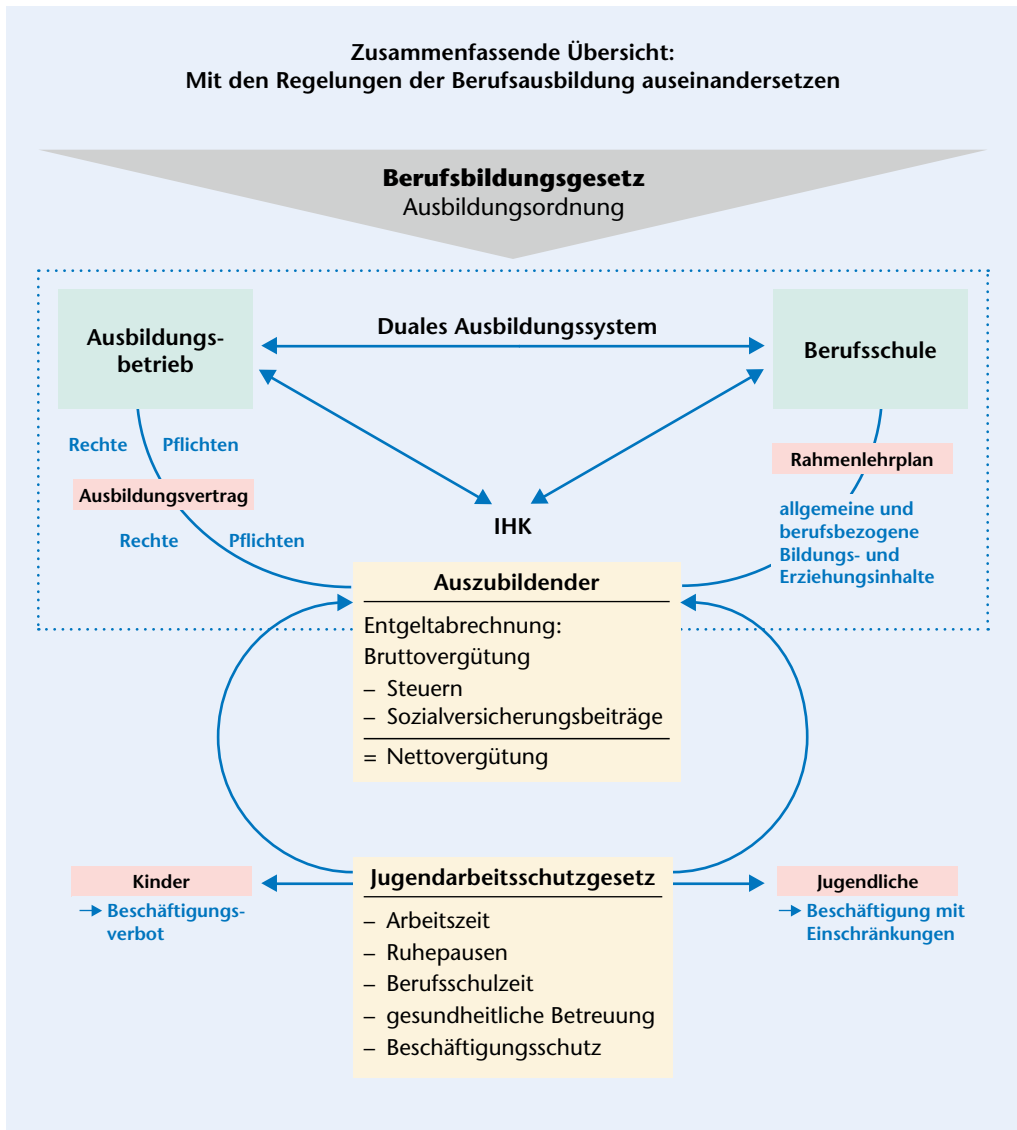 Zusammenfassende Übersicht:
Mit den Regelungen der Berufsausbildung auseinandersetzen
Berufsbildungsgesetz
Ausbildungsordnung
Duales Ausbildungssystem
Ausbildungs-
betrieb
Berufsschule
Rechte Pflichten
Ausbildungsvertrag
Rechte Pflichten
IHK
Rahmenlehrplan
allgemeine und
berufsbezogene
Bildungs- und
Erziehungsinhalte
Auszubildender
Entgeltabrechnung:
Bruttovergütung
– Steuern
– Sozialversicherungsbeiträge
= Nettovergütung
Kinder
→ Beschäftigungs-
verbot
Jugendarbeitsschutzgesetz
– Arbeitszeit
– Ruhepausen
– Berufsschulzeit
– gesundheitliche Betreuung
– Beschäftigungsschutz
Jugendliche
→ Beschäftigung mit
Einschränkungen